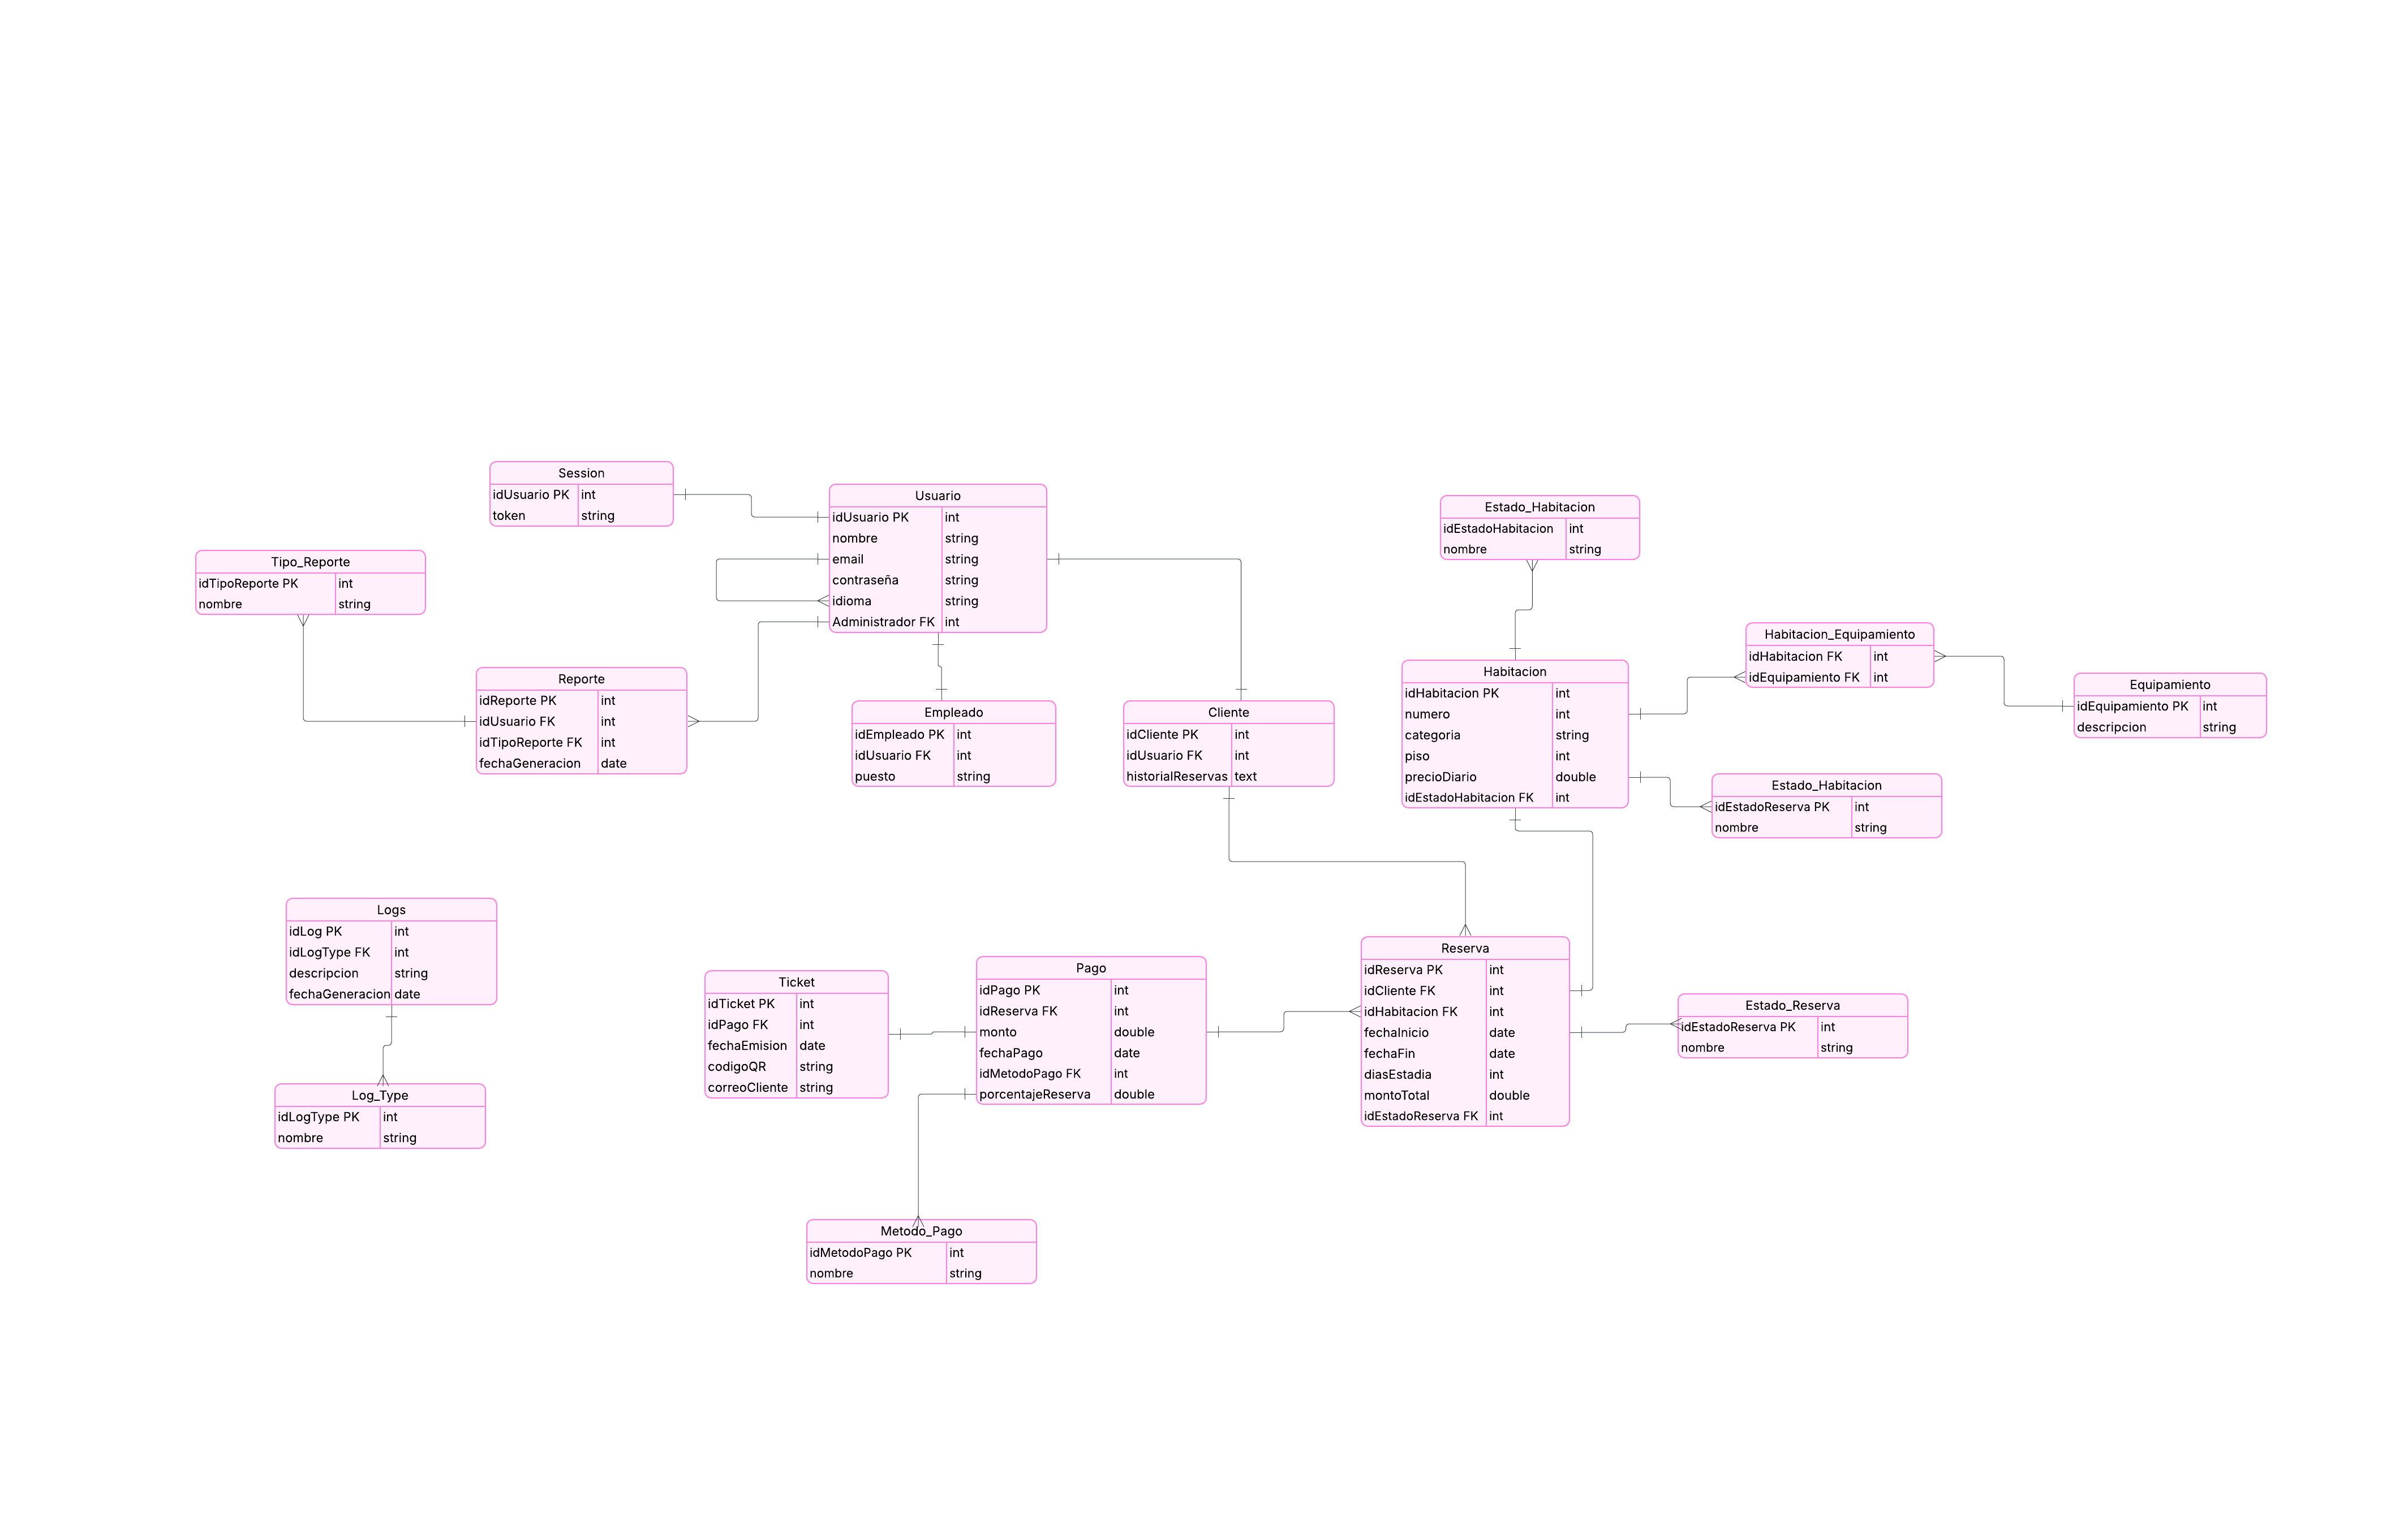 Session
idUsuario PK int
token string
Usuario
idUsuario PK int
nombre string
email string
contraseña string
idioma string
Administrador FK int
Estado_Habitacion
idEstadoHabitacion int
nombre string
Tipo_Reporte
idTipoReporte PK int
nombre string
Habitacion_Equipamiento
idHabitacion FK int
idEquipamiento FK int
Reporte
idReporte PK int
idUsuario FK int
idTipoReporte FK int
fechaGeneracion date
Empleado
idEmpleado PK int
idUsuario FK int
puesto string
Cliente
idCliente PK int
idUsuario FK int
historialReservas text
Habitacion
idHabitacion PK int
numero int
categoria string
piso int
precioDiario double
idEstadoHabitacion FK int
Equipamiento
idEquipamiento PK int
descripcion string
Estado_Habitacion
idEstadoReserva PK int
nombre string
Logs
idLog PK int
idLogType FK int
descripcion string
fechaGeneracion date
Ticket
idTicket PK int
idPago FK int
fechaEmision date
codigoQR string
correoCliente string
Pago
idPago PK int
idReserva FK int
monto double
fechaPago date
idMetodoPago FK int
porcentajeReserva double
Reserva
idReserva PK int
idCliente FK int
idHabitacion FK int
fechaInicio date
fechaFin date
diasEstadia int
montoTotal double
idEstadoReserva FK int
Estado_Reserva
idEstadoReserva PK int
nombre string
Log_Type
idLogType PK int
nombre string
Metodo_Pago
idMetodoPago PK int
nombre string